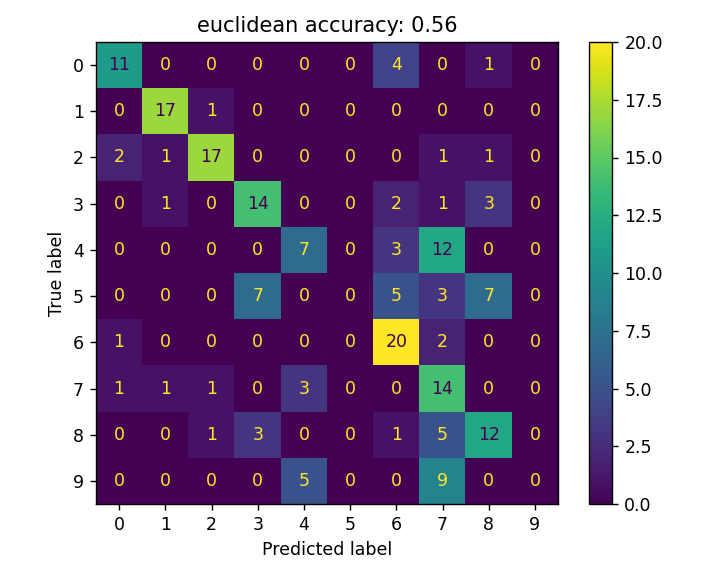 euclidean accuracy: 0.56
0 11 0 0 0 0 0 4 0 1 0
1 0 17 1 0 0 0 0 0 0 0
2 2 1 17 0 0 0 0 1 1 0
3 0 1 0 14 0 0 2 1 3 0
4 0 0 0 0 7 0 3 12 0 0
5 0 0 0 7 0 0 5 3 7 0
6 1 0 0 0 0 0 20 2 0 0
7 1 1 1 0 3 0 0 14 0 0
8 0 0 1 3 0 0 1 5 12 0
9 0 0 0 0 5 0 0 9 0 0
0 1 2 3 4 5 6 7 8 9
Predicted label
True label
20.0
17.5
15.0
12.5
10.0
7.5
5.0
2.5
0.0